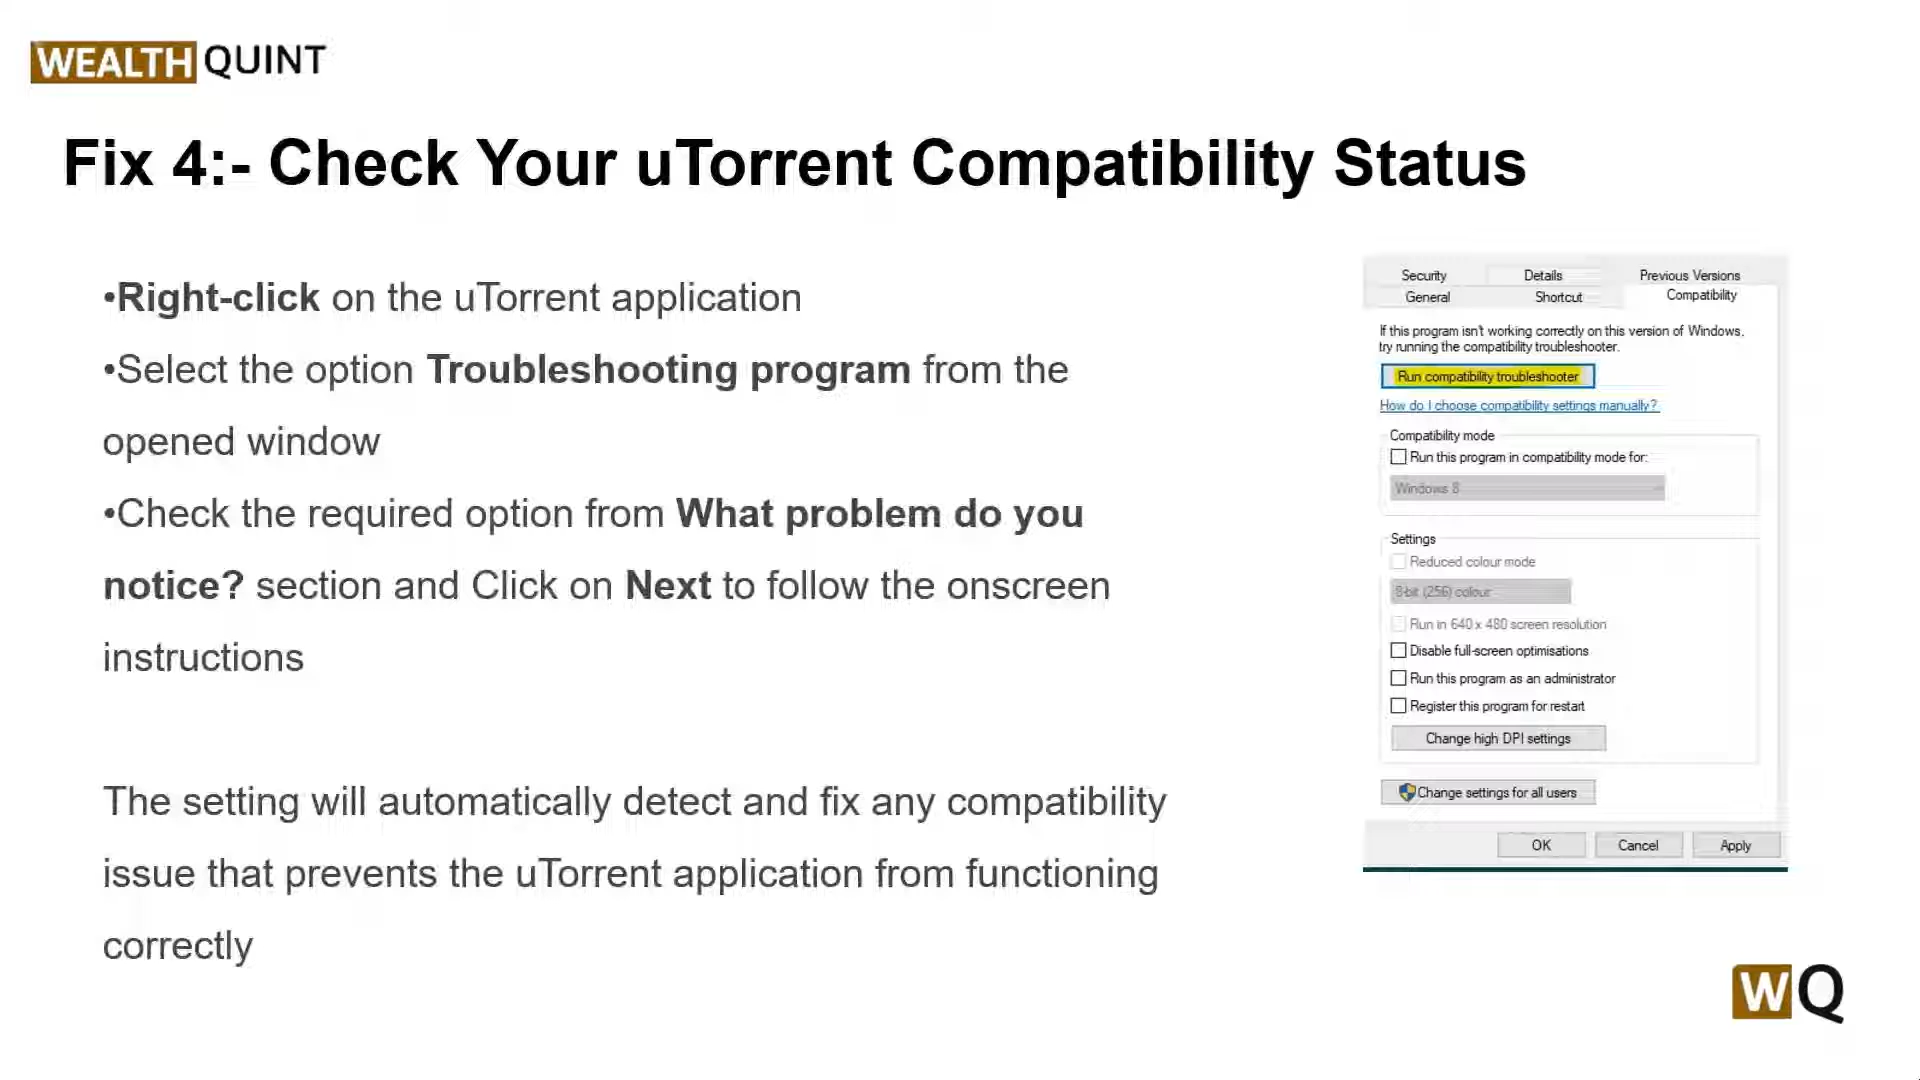 WEALTH QUINT
Fix 4:- Check Your uTorrent Compatibility Status
•Right-click on the uTorrent application
•Select the option Troubleshooting program from the
opened window
•Check the required option from What problem do you
notice? section and Click on Next to follow the onscreen
instructions
The setting will automatically detect and fix any compatibility
issue that prevents the uTorrent application from functioning
correctly
Security Details Previous Versions
General Shortcut Compatibility
If this program isn't working correctly on this version of Windows,
try running the compatibility troubleshooter.
Run compatibility troubleshooter
How do I choose compatibility settings manually?
Compatibility mode
Run this program in compatibility mode for:
Windows 8
Settings
Reduced colour mode
8-bit (256) colour
Run in 640 x 480 screen resolution
Disable full-screen optimisations
Run this program as an administrator
Register this program for restart
Change high DPI settings
Change settings for all users
OK Cancel Apply
WQ